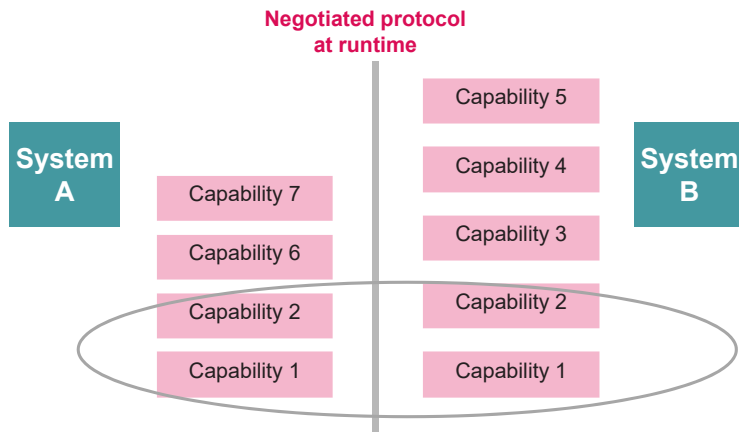 Negotiated protocol
at runtime
System
A
Capability 7
Capability 6
Capability 2
Capability 1
Capability 5
Capability 4
Capability 3
Capability 2
Capability 1
System
B